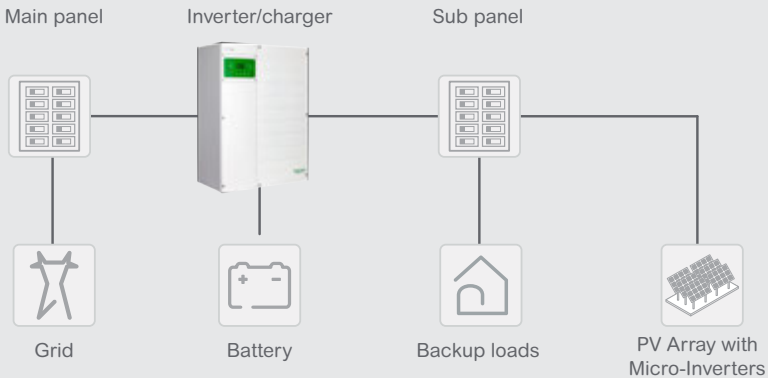 Main panel
Inverter/charger
Sub panel
Grid
Battery
Backup loads
PV Array with
Micro-Inverters